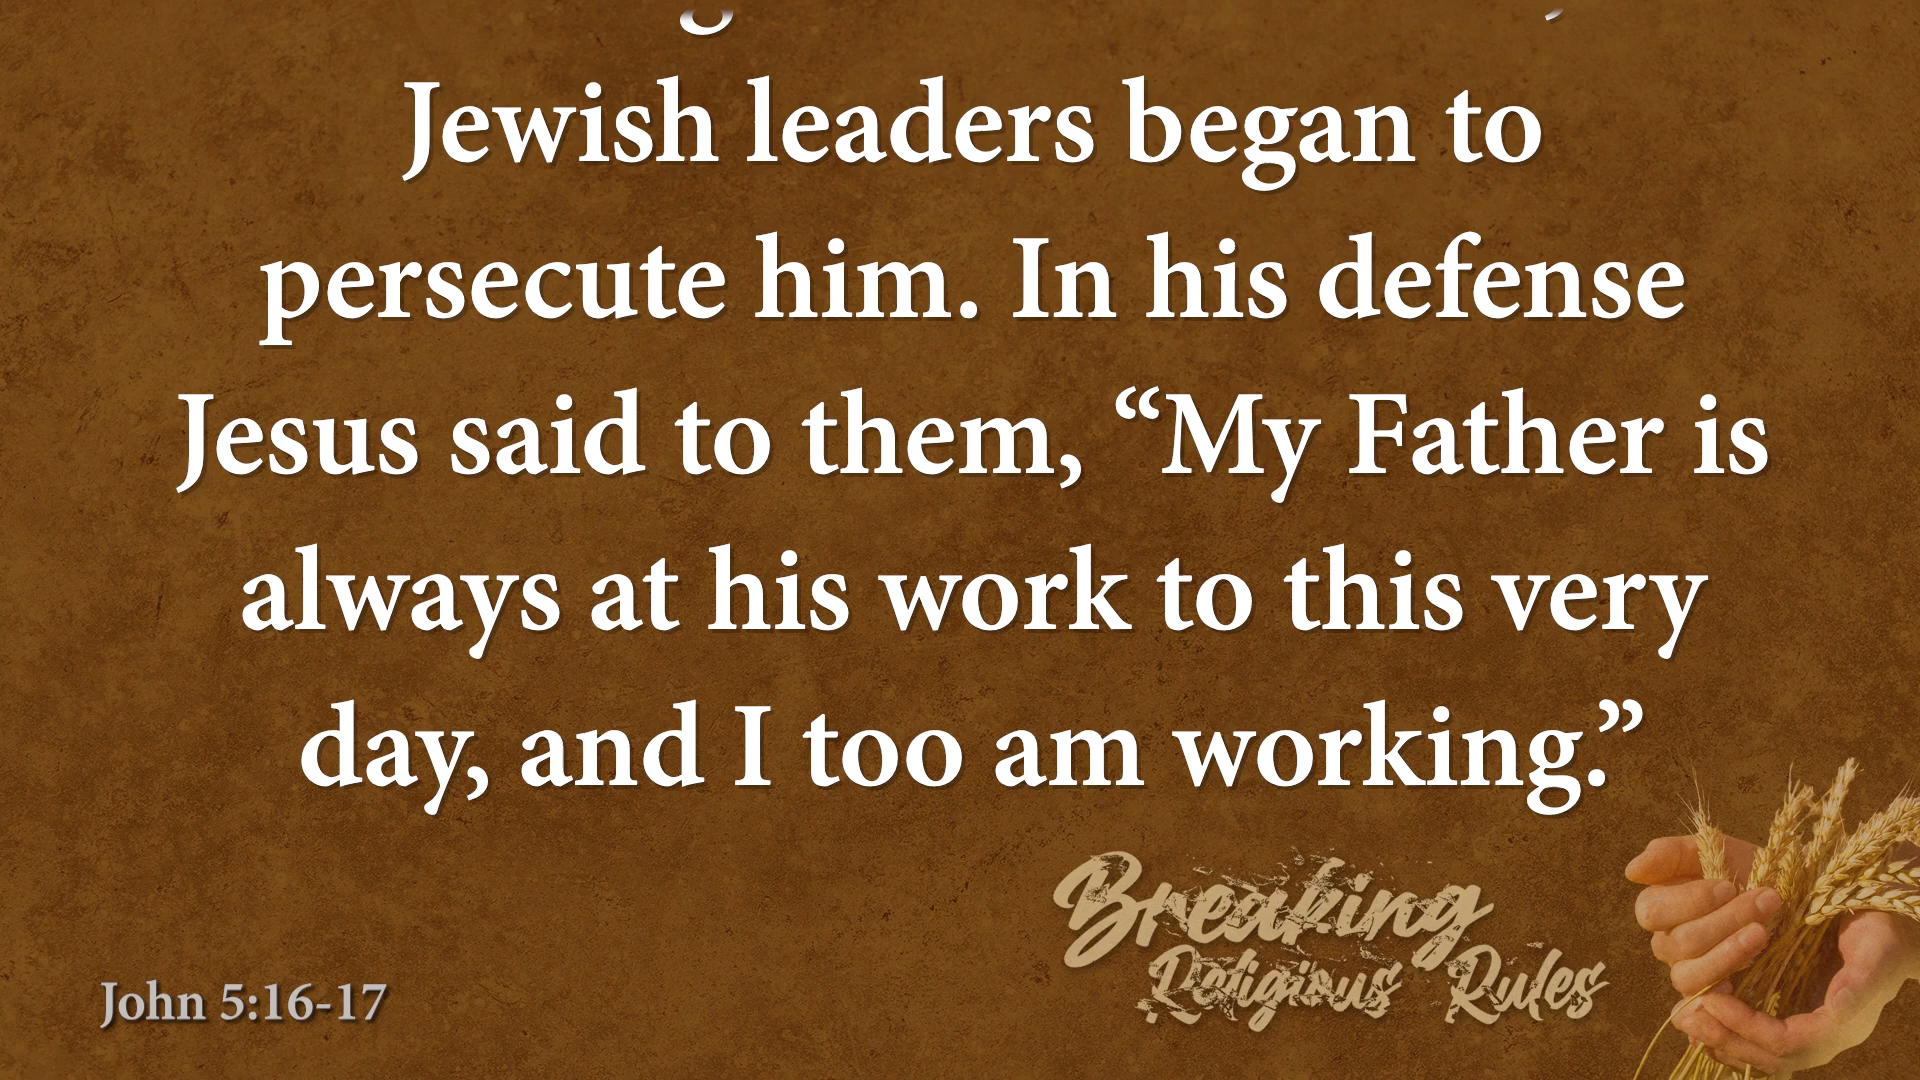 Jewish leaders began to
persecute him. In his defense
Jesus said to them, “My Father is
always at his work to this very
day, and I too am working.”
Breaking
Religious Rules
John 5:16-17